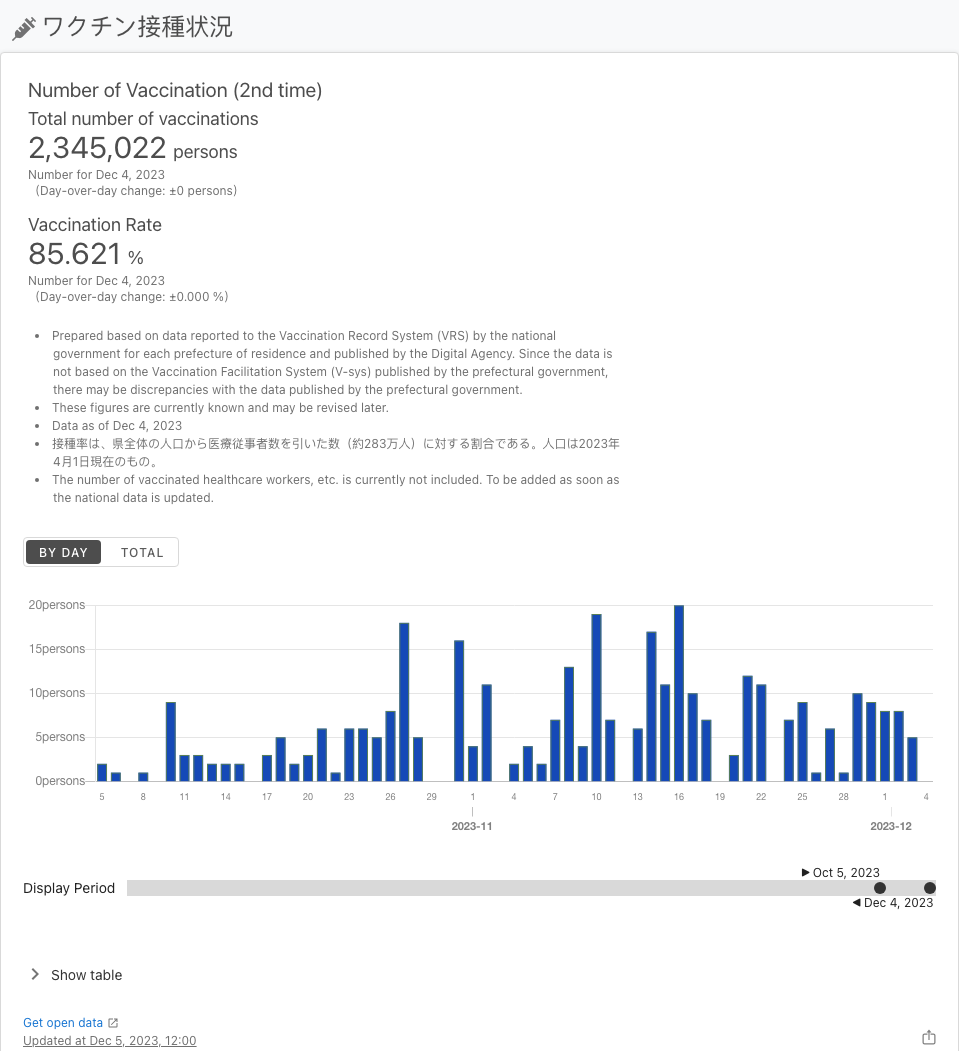 ワクチン接種状況
Number of Vaccination (2nd time)
Total number of vaccinations
2,345,022 persons
Number for Dec 4, 2023
(Day-over-day change: ±0 persons)
Vaccination Rate
85.621 %
Number for Dec 4, 2023
(Day-over-day change: ±0.000 %)
• Prepared based on data reported to the Vaccination Record System (VRS) by the national
government for each prefecture of residence and published by the Digital Agency. Since the data is
not based on the Vaccination Facilitation System (V-sys) published by the prefectural government,
there may be discrepancies with the data published by the prefectural government.
• These figures are currently known and may be revised later.
• Data as of Dec 4, 2023
• 接種率は、県全体の人口から医療従事者数を引いた数（約283万人）に対する割合である。人口は2023年
4月1日現在のもの。
• The number of vaccinated healthcare workers, etc. is currently not included. To be added as soon as
the national data is updated.
BY DAY TOTAL
20persons
15persons
10persons
5persons
0persons
5 8 11 14 17 20 23 26 29 1 4 7 10 13 16 19 22 25 28 1 4
2023-11 2023-12
Oct 5, 2023
Display Period
Dec 4, 2023
Show table
Get open data
Updated at Dec 5, 2023, 12:00